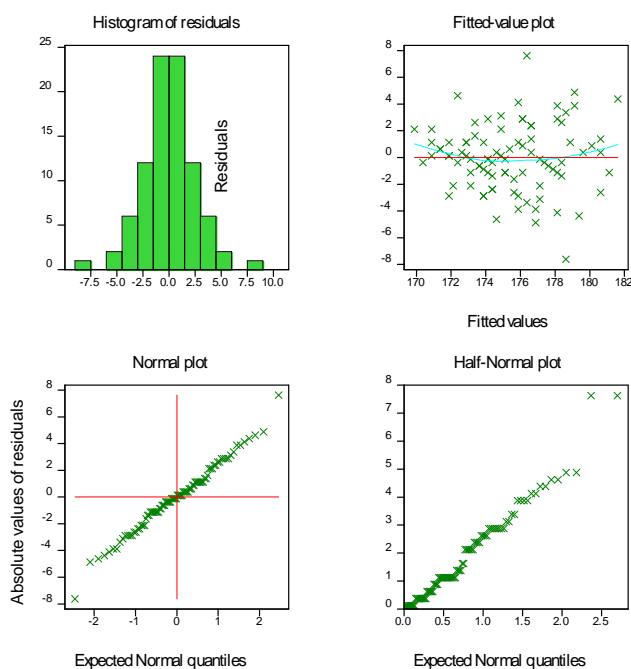 Histogram of residuals
25
20
15
10
5
0
-7.5 -5.0 -2.5 0.0 2.5 5.0 7.5 10.0
Residuals
Fitted-value plot
8
6
4
2
0
-2
-4
-6
-8
170 172 174 176 178 180 182
Fitted values
Normal plot
Absolute values of residuals
8
6
4
2
0
-2
-4
-6
-8
-2 -1 0 1 2
Expected Normal quantiles
Half-Normal plot
8
7
6
5
4
3
2
1
0
0.0 0.5 1.0 1.5 2.0 2.5
Expected Normal quantiles